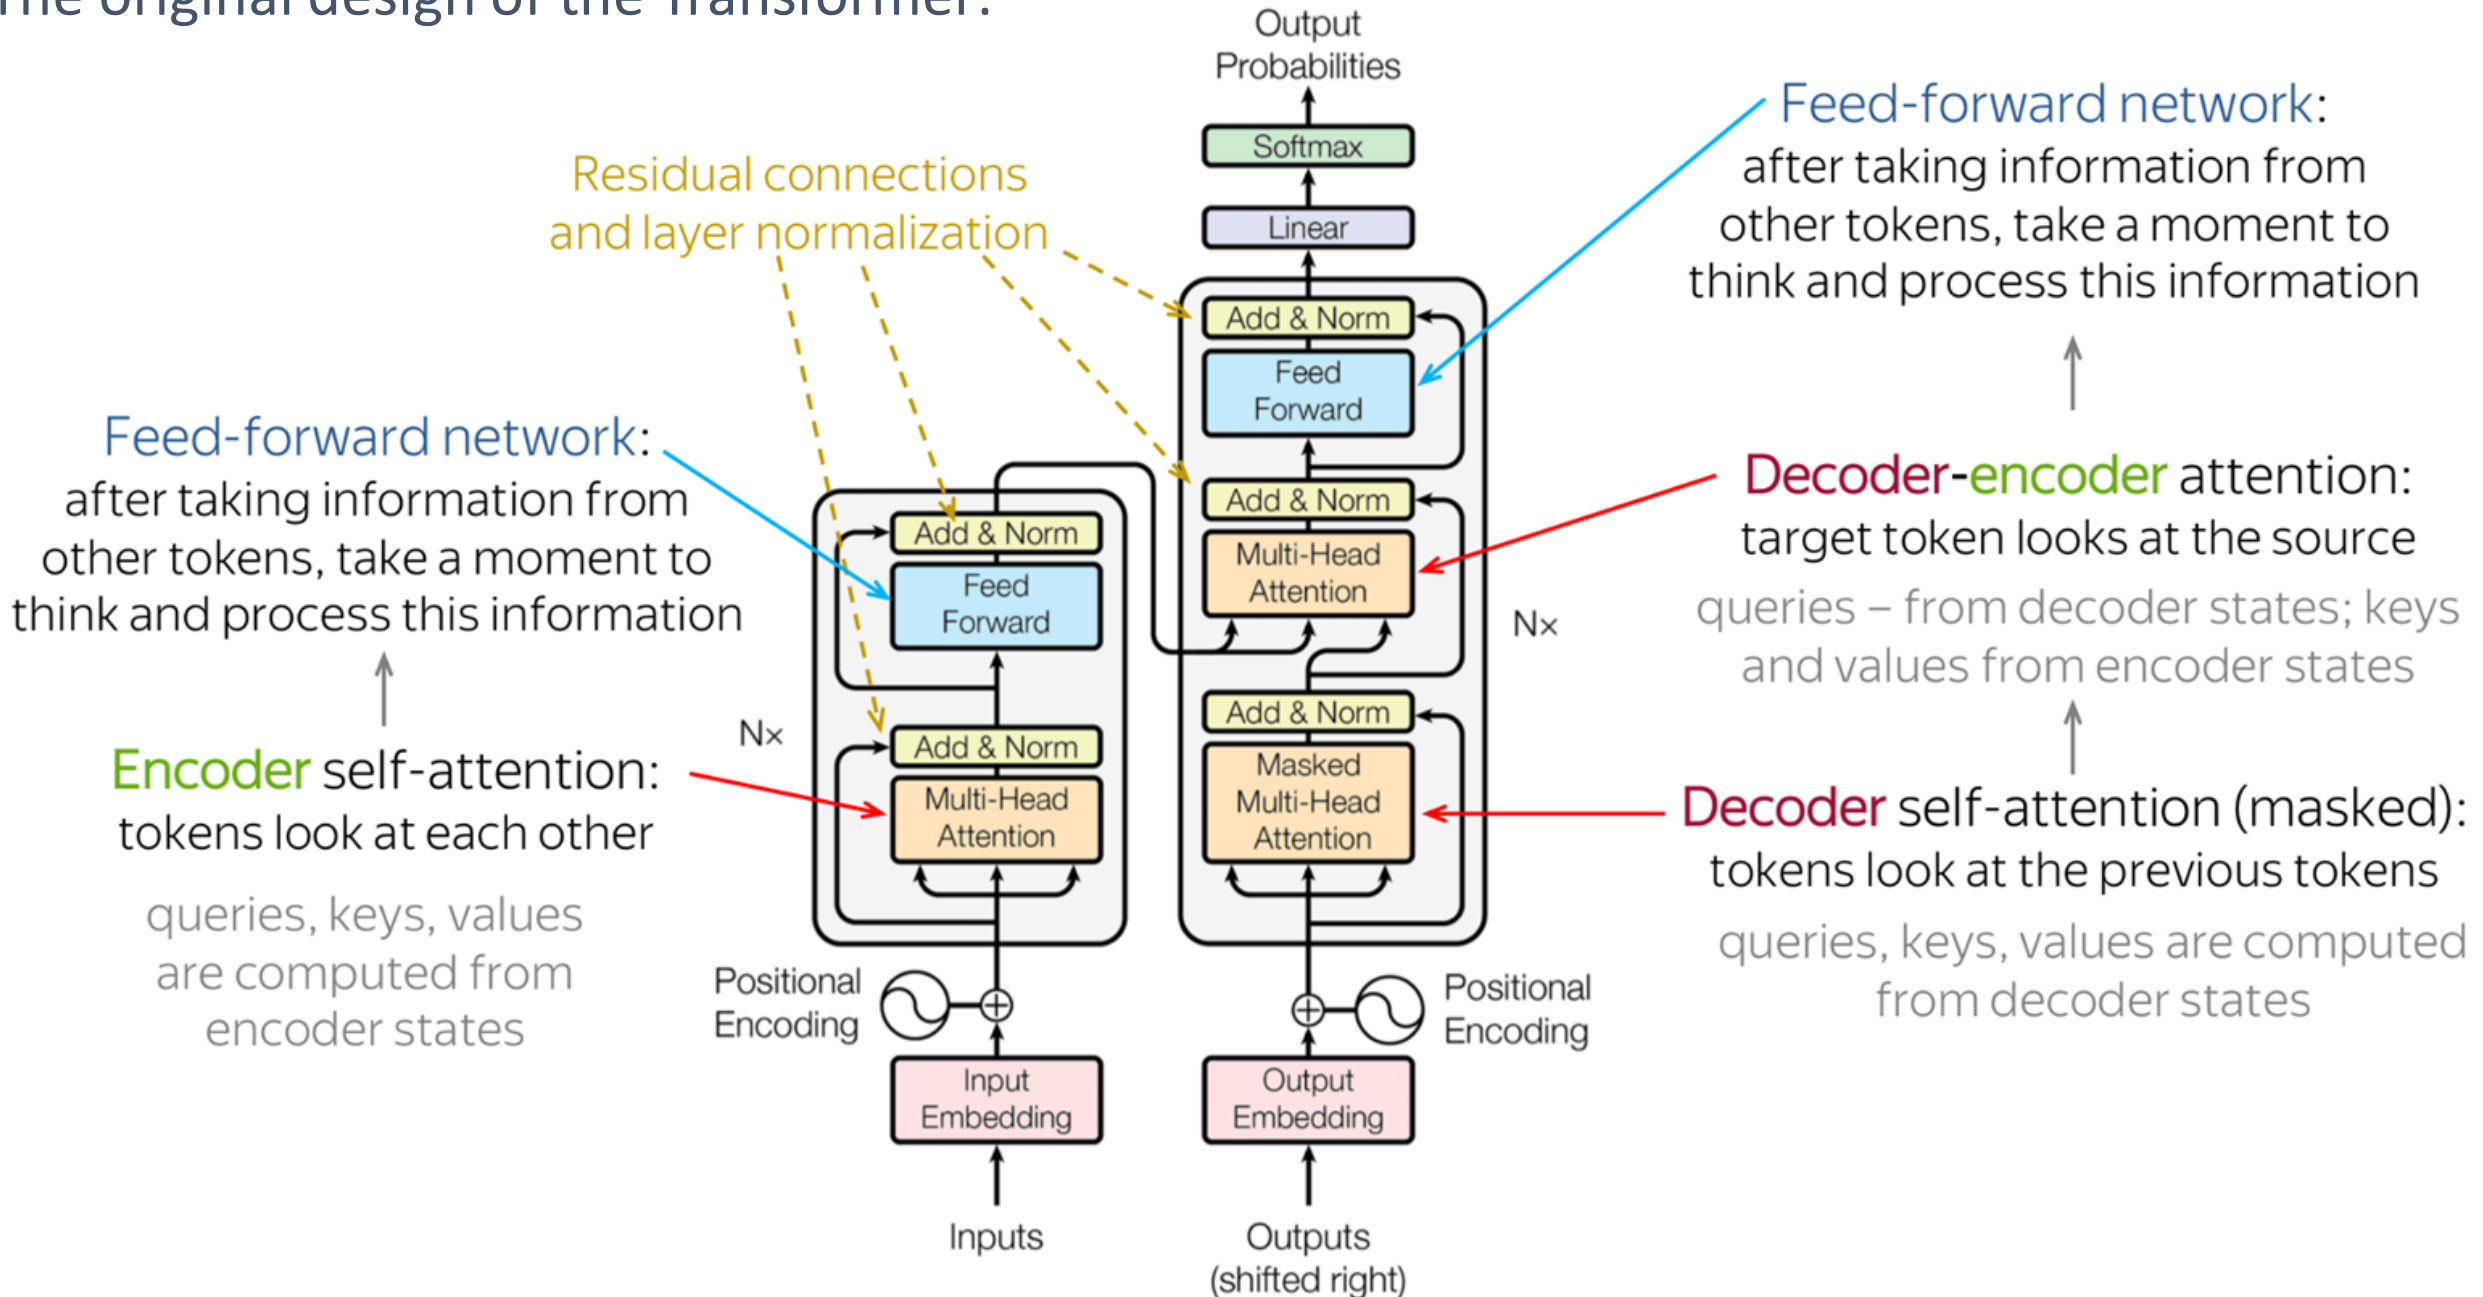 The original design of the Transformer:
Output
Probabilities
Softmax
Linear
Add & Norm
Feed
Forward
Add & Norm
Multi-Head
Attention
Nx
Add & Norm
Masked
Multi-Head
Attention
Positional
Encoding
Output
Embedding
Outputs
(shifted right)
Residual connections
and layer normalization
Add & Norm
Feed
Forward
Nx
Add & Norm
Multi-Head
Attention
Positional
Encoding
Input
Embedding
Inputs
Feed-forward network:
after taking information from
other tokens, take a moment to
think and process this information
Encoder self-attention:
tokens look at each other
queries, keys, values
are computed from
encoder states
Feed-forward network:
after taking information from
other tokens, take a moment to
think and process this information
Decoder-encoder attention:
target token looks at the source
queries – from decoder states; keys
and values from encoder states
Decoder self-attention (masked):
tokens look at the previous tokens
queries, keys, values are computed
from decoder states